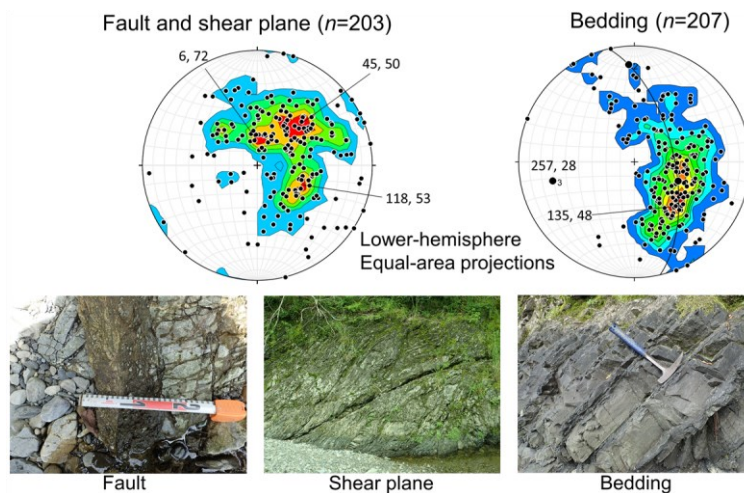 Fault and shear plane (n=203)
Bedding (n=207)
6, 72
45, 50
118, 53
257, 28
3
135, 48
Lower-hemisphere
Equal-area projections
Fault
Shear plane
Bedding